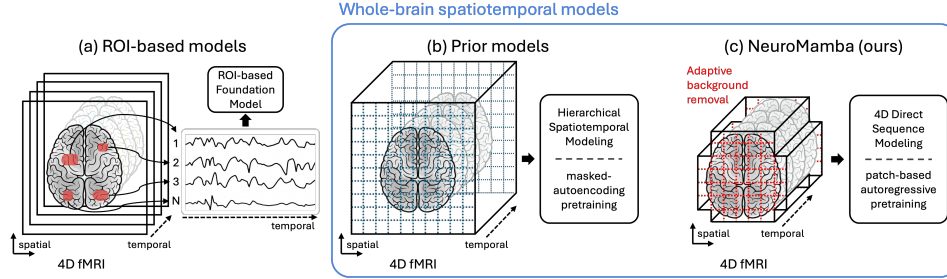 Whole-brain spatiotemporal models
(a) ROI-based models
ROI-based
Foundation
Model
1
2
3
N
spatial
temporal
4D fMRI
(b) Prior models
Hierarchical
Spatiotemporal
Modeling
masked-
autoencoding
pretraining
spatial
temporal
4D fMRI
(c) NeuroMamba (ours)
Adaptive
background
removal
4D Direct
Sequence
Modeling
patch-based
autoregressive
pretraining
spatial
temporal
4D fMRI